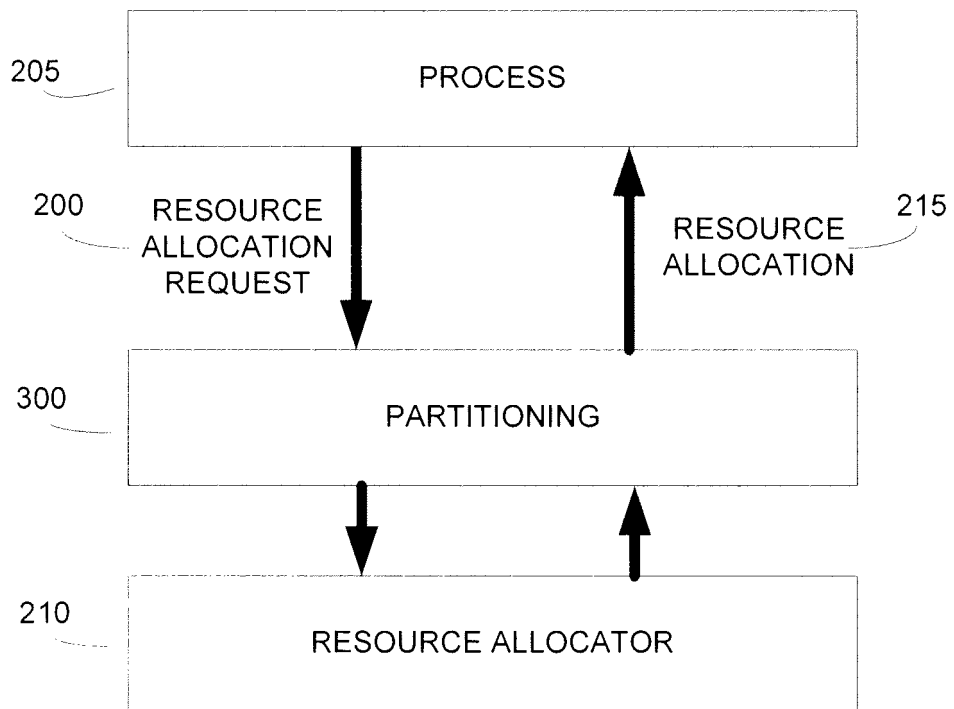 205
PROCESS
200
RESOURCE
ALLOCATION
REQUEST
215
RESOURCE
ALLOCATION
300
PARTITIONING
210
RESOURCE ALLOCATOR